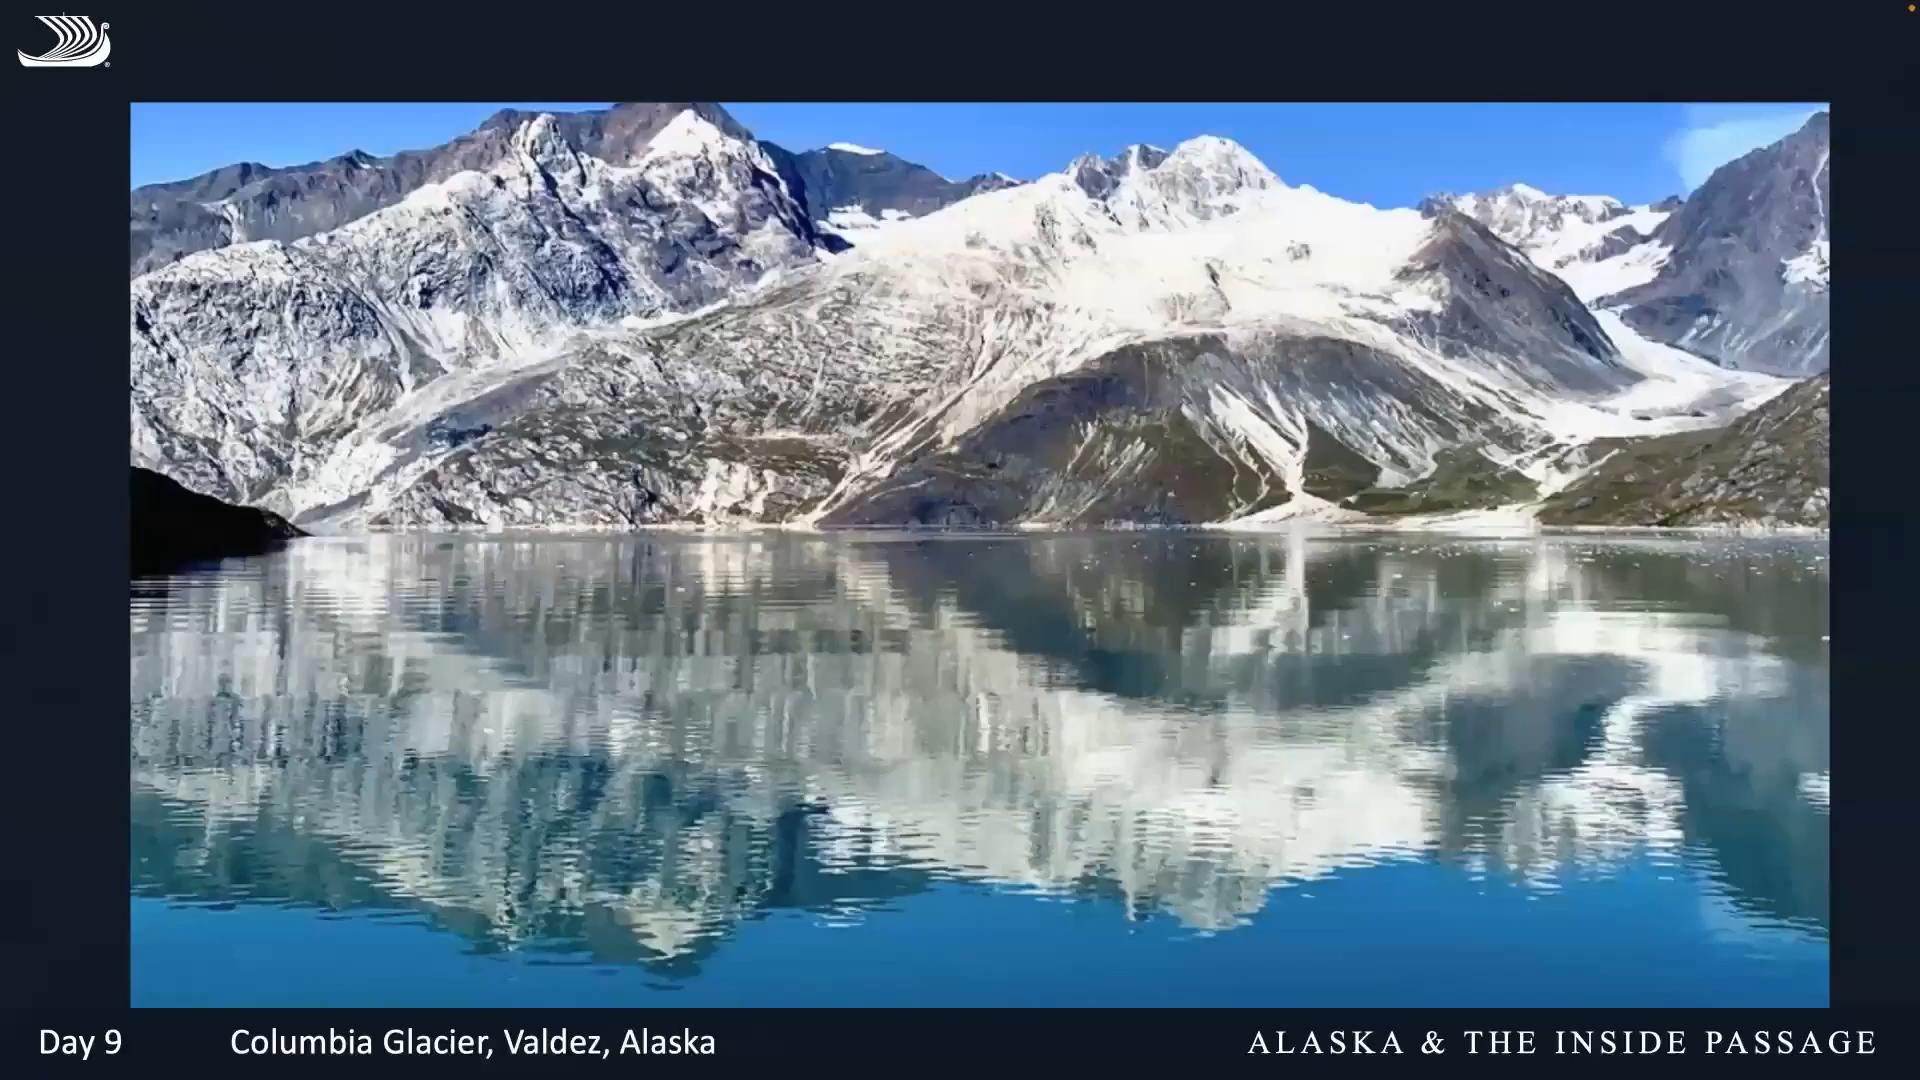 Day 9
Columbia Glacier, Valdez, Alaska
ALASKA & THE INSIDE PASSAGE